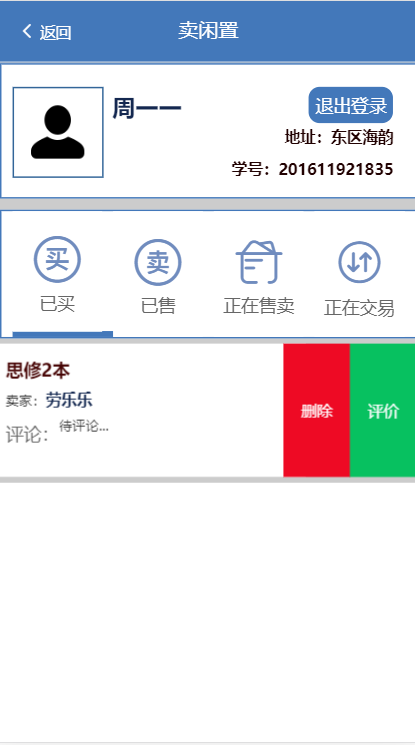 返回
卖闲置
周一一
退出登录
地址：东区海韵
学号：201611921835
买
卖
已买
已售
正在售卖
正在交易
思修2本
卖家：劳乐乐
评论：待评论...
删除
评价